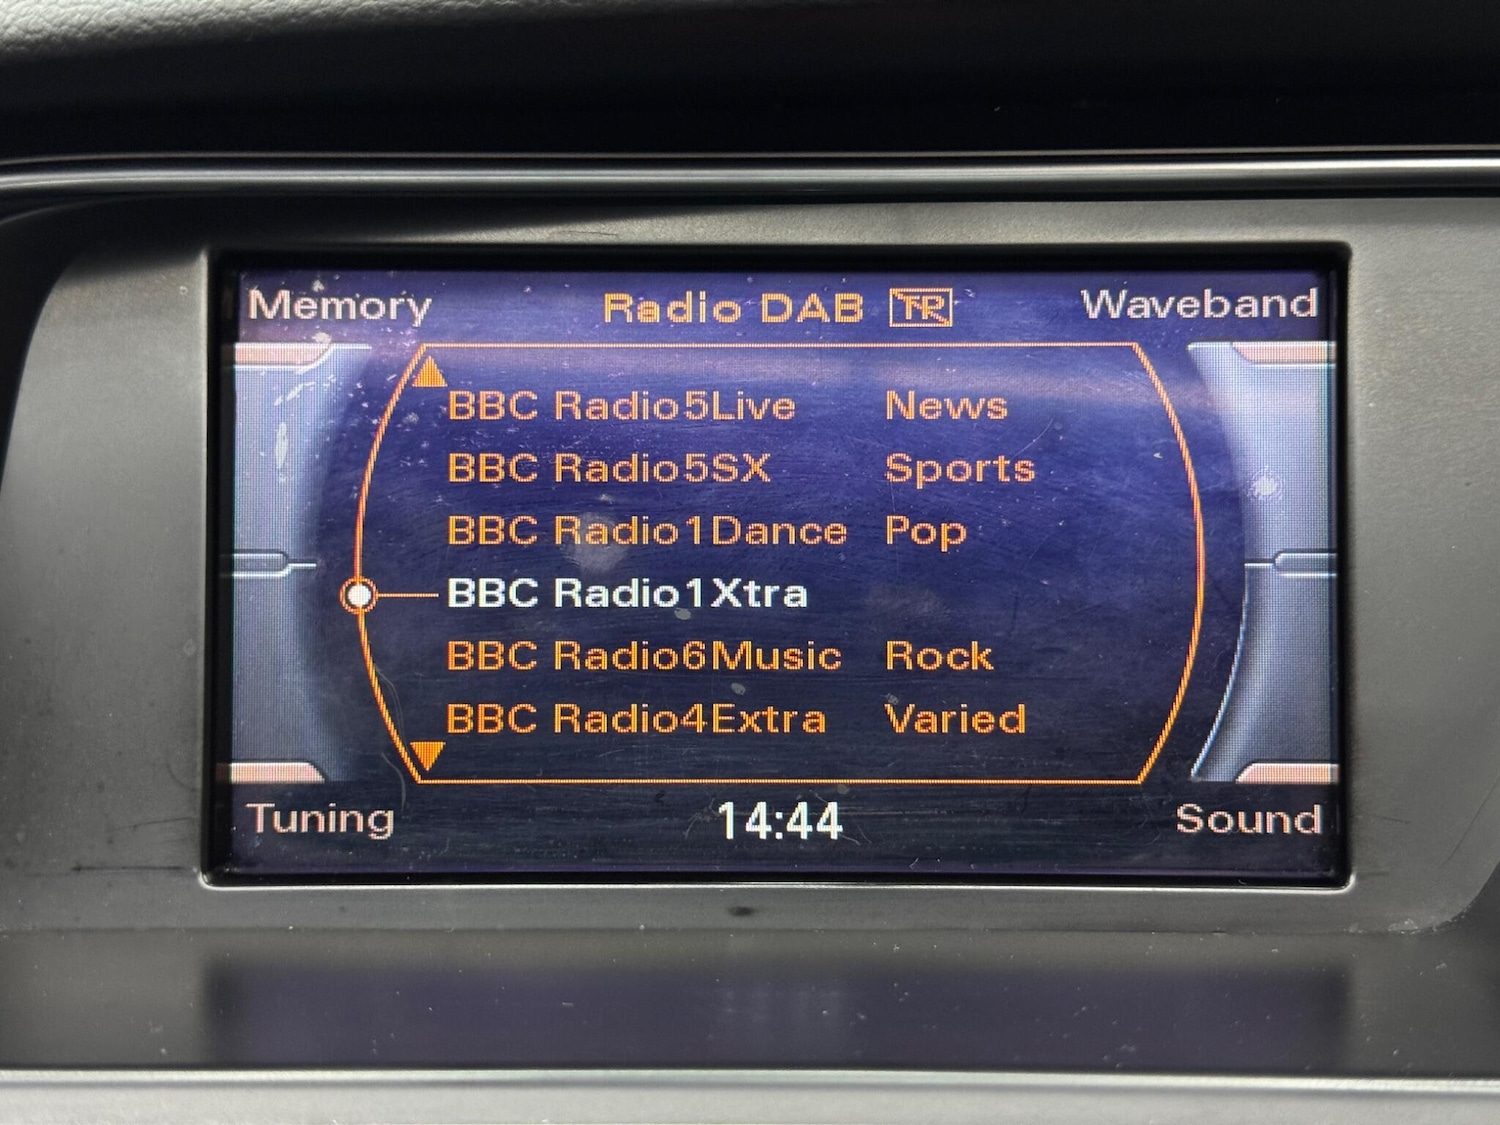 Memory Radio DAB TP Waveband
BBC Radio5Live News
BBC Radio5SX Sports
BBC Radio1Dance Pop
BBC Radio1Xtra
BBC Radio6Music Rock
BBC Radio4Extra Varied
Tuning 14:44 Sound